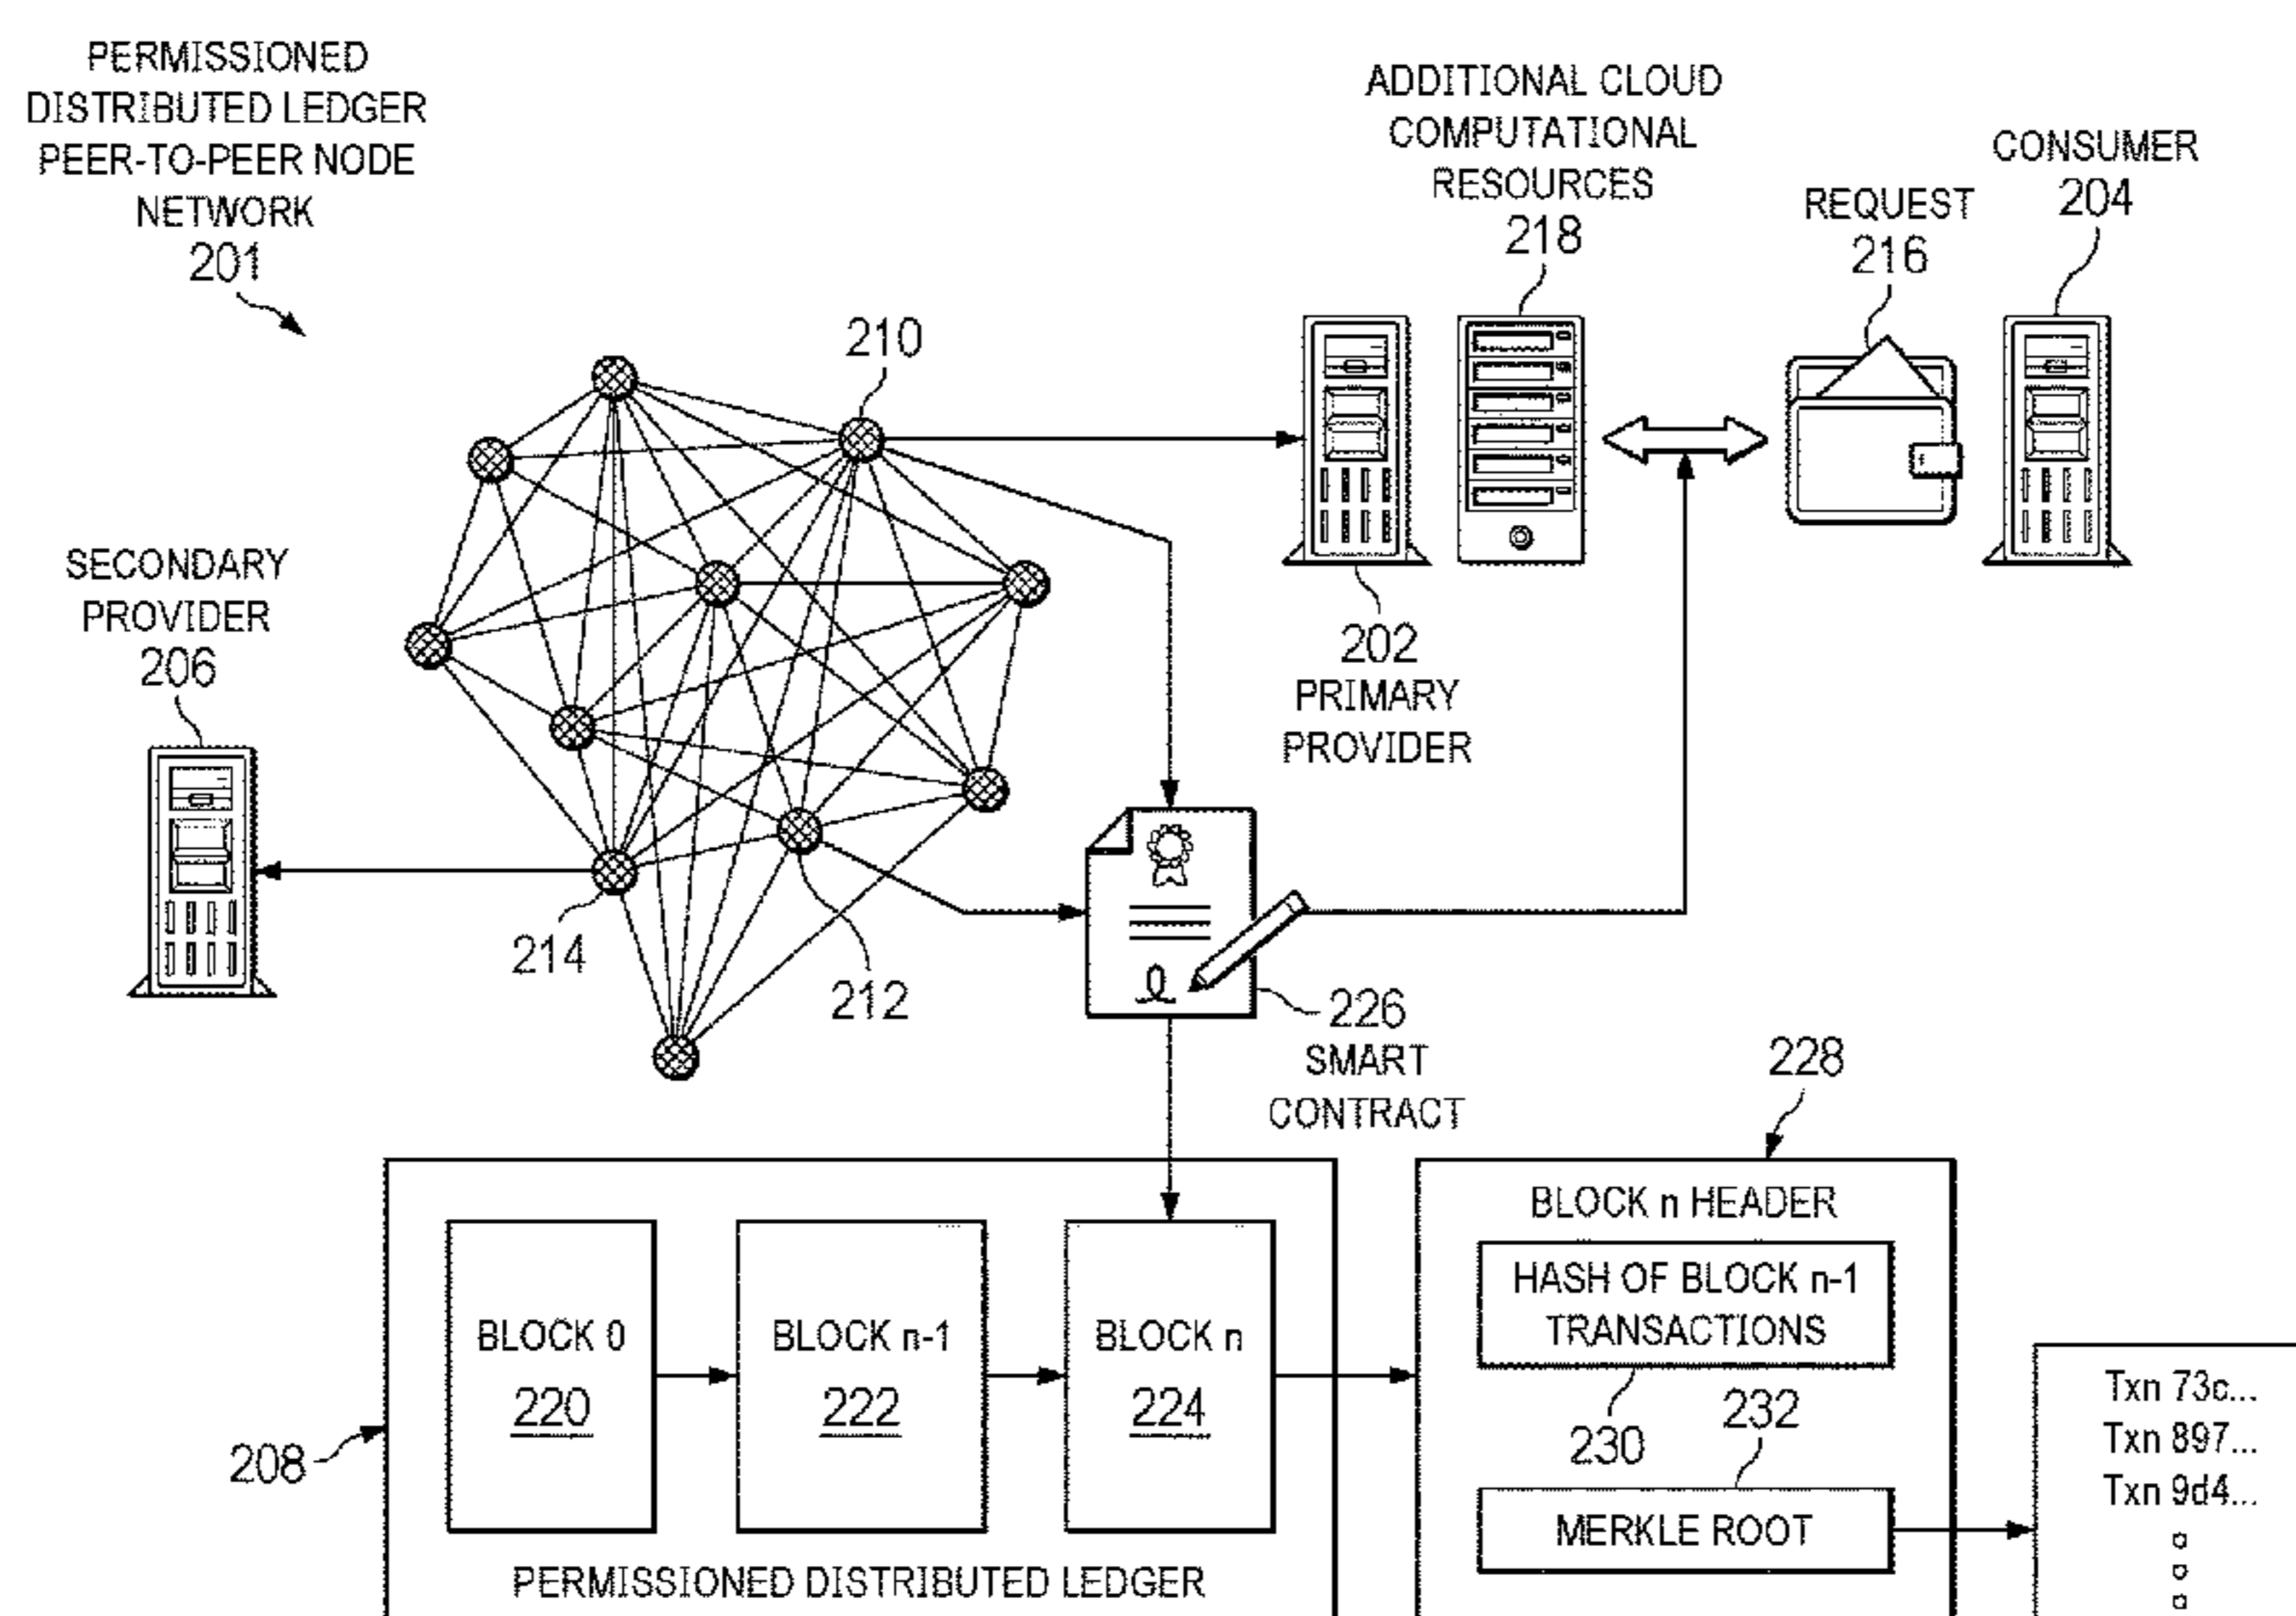 PERMISSIONED
DISTRIBUTED LEDGER
PEER-TO-PEER NODE
NETWORK
201
ADDITIONAL CLOUD
COMPUTATIONAL
RESOURCES
218
REQUEST
216
CONSUMER
204
210
SECONDARY
PROVIDER
206
202
PRIMARY
PROVIDER
214
212
226
SMART
CONTRACT
228
208
BLOCK 0
220
BLOCK n-1
222
BLOCK n
224
PERMISSIONED DISTRIBUTED LEDGER
BLOCK n HEADER
HASH OF BLOCK n-1
TRANSACTIONS
230
232
MERKLE ROOT
Txn 73c...
Txn 897...
Txn 9d4...